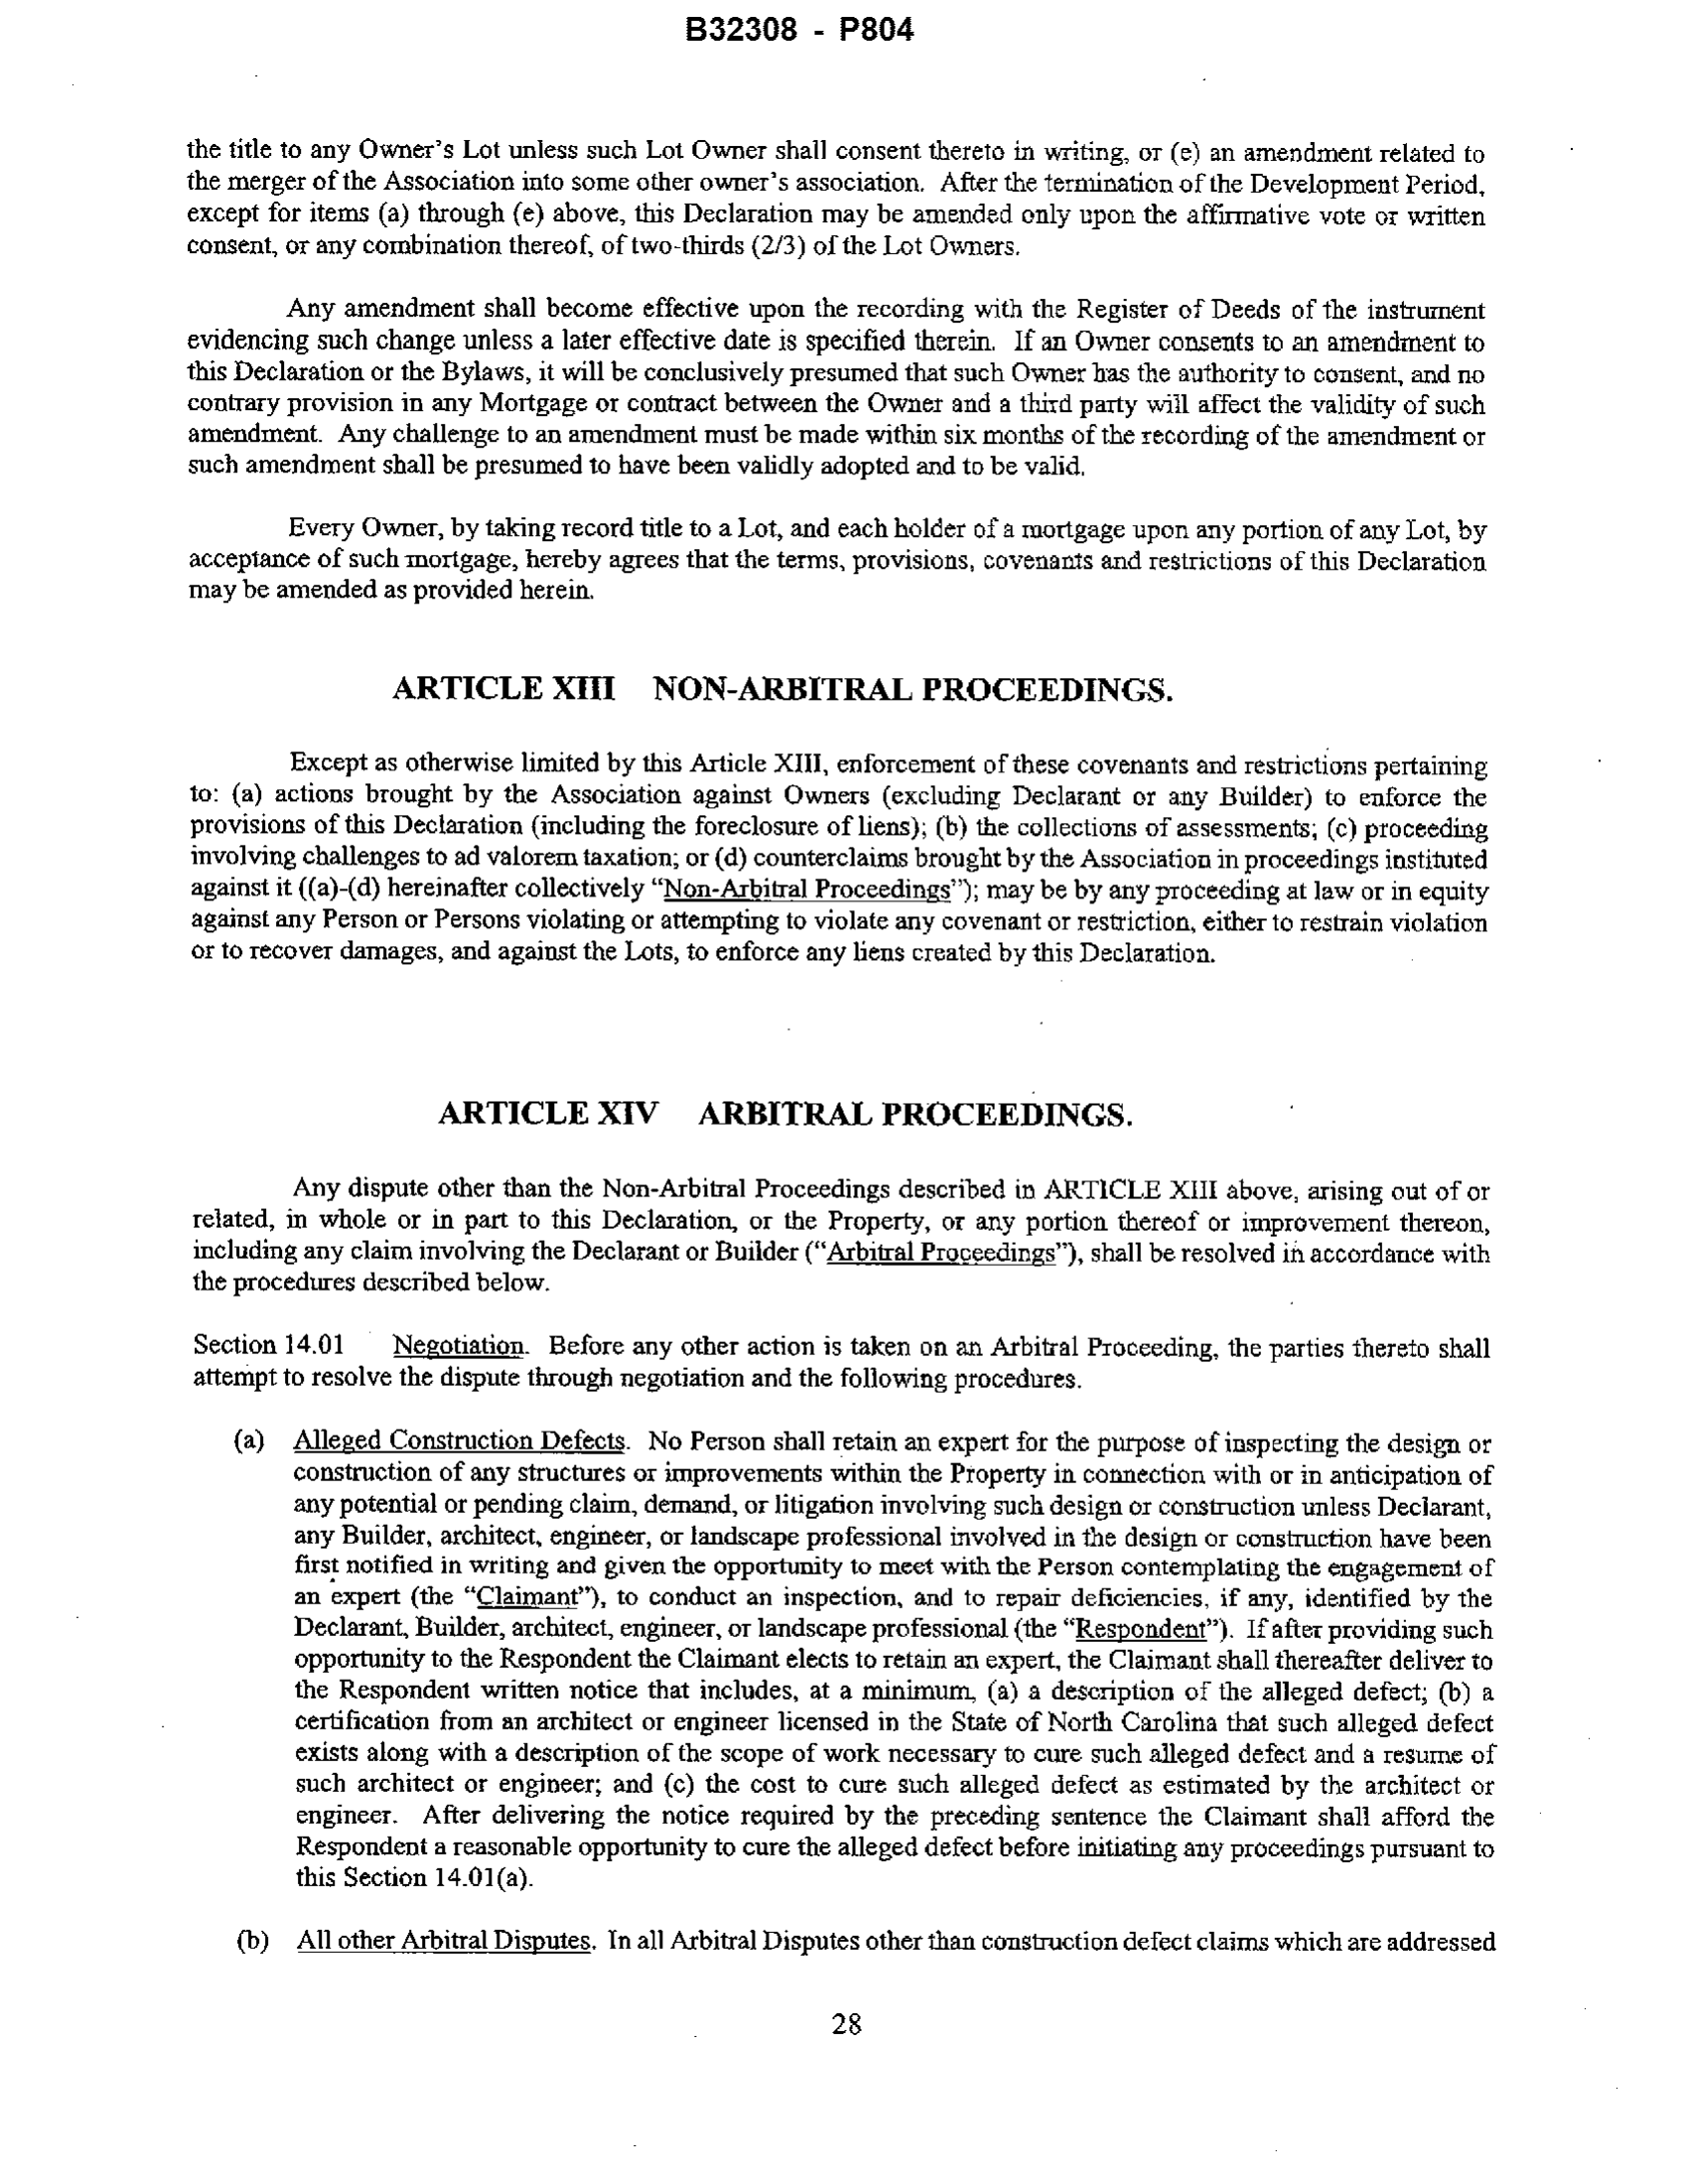 B32308 - P804
the title to any Owner's Lot unless such Lot Owner shall consent thereto in writing, or (e) an amendment related to
the merger of the Association into some other owner's association. After the termination of the Development Period,
except for items (a) through (e) above, this Declaration may be amended only upon the affirmative vote or written
consent, or any combination thereof, of two-thirds (2/3) of the Lot Owners.
Any amendment shall become effective upon the recording with the Register of Deeds of the instrument
evidencing such change unless a later effective date is specified therein. If an Owner consents to an amendment to
this Declaration or the Bylaws, it will be conclusively presumed that such Owner has the authority to consent, and no
contrary provision in any Mortgage or contract between the Owner and a third party will affect the validity of such
amendment. Any challenge to an amendment must be made within six months of the recording of the amendment or
such amendment shall be presumed to have been validly adopted and to be valid.
Every Owner, by taking record title to a Lot, and each holder of a mortgage upon any portion of any Lot, by
acceptance of such mortgage, hereby agrees that the terms, provisions, covenants and restrictions of this Declaration
may be amended as provided herein.
ARTICLE XIII NON-ARBITRAL PROCEEDINGS.
Except as otherwise limited by this Article XIII, enforcement of these covenants and restrictions pertaining
to: (a) actions brought by the Association against Owners (excluding Declarant or any Builder) to enforce the
provisions of this Declaration (including the foreclosure of liens); (b) the collections of assessments; (c) proceeding
involving challenges to ad valorem taxation; or (d) counterclaims brought by the Association in proceedings instituted
against it ((a)-(d) hereinafter collectively “Non-Arbitral Proceedings”); may be by any proceeding at law or in equity
against any Person or Persons violating or attempting to violate any covenant or restriction, either to restrain violation
or to recover damages, and against the Lots, to enforce any liens created by this Declaration.
ARTICLE XIV ARBITRAL PROCEEDINGS.
Any dispute other than the Non-Arbitral Proceedings described in ARTICLE XIII above, arising out of or
related, in whole or in part to this Declaration, or the Property, or any portion thereof or improvement thereon,
including any claim involving the Declarant or Builder (“Arbitral Proceedings”), shall be resolved in accordance with
the procedures described below.
Section 14.01 Negotiation. Before any other action is taken on an Arbitral Proceeding, the parties thereto shall
attempt to resolve the dispute through negotiation and the following procedures.
(a) Alleged Construction Defects. No Person shall retain an expert for the purpose of inspecting the design or
construction of any structures or improvements within the Property in connection with or in anticipation of
any potential or pending claim, demand, or litigation involving such design or construction unless Declarant,
any Builder, architect, engineer, or landscape professional involved in the design or construction have been
first notified in writing and given the opportunity to meet with the Person contemplating the engagement of
an expert (the “Claimant”), to conduct an inspection, and to repair deficiencies, if any, identified by the
Declarant, Builder, architect, engineer, or landscape professional (the “Respondent”). If after providing such
opportunity to the Respondent the Claimant elects to retain an expert, the Claimant shall thereafter deliver to
the Respondent written notice that includes, at a minimum, (a) a description of the alleged defect; (b) a
certification from an architect or engineer licensed in the State of North Carolina that such alleged defect
exists along with a description of the scope of work necessary to cure such alleged defect and a resume of
such architect or engineer; and (c) the cost to cure such alleged defect as estimated by the architect or
engineer. After delivering the notice required by the preceding sentence the Claimant shall afford the
Respondent a reasonable opportunity to cure the alleged defect before initiating any proceedings pursuant to
this Section 14.01(a).
(b) All other Arbitral Disputes. In all Arbitral Disputes other than construction defect claims which are addressed
28